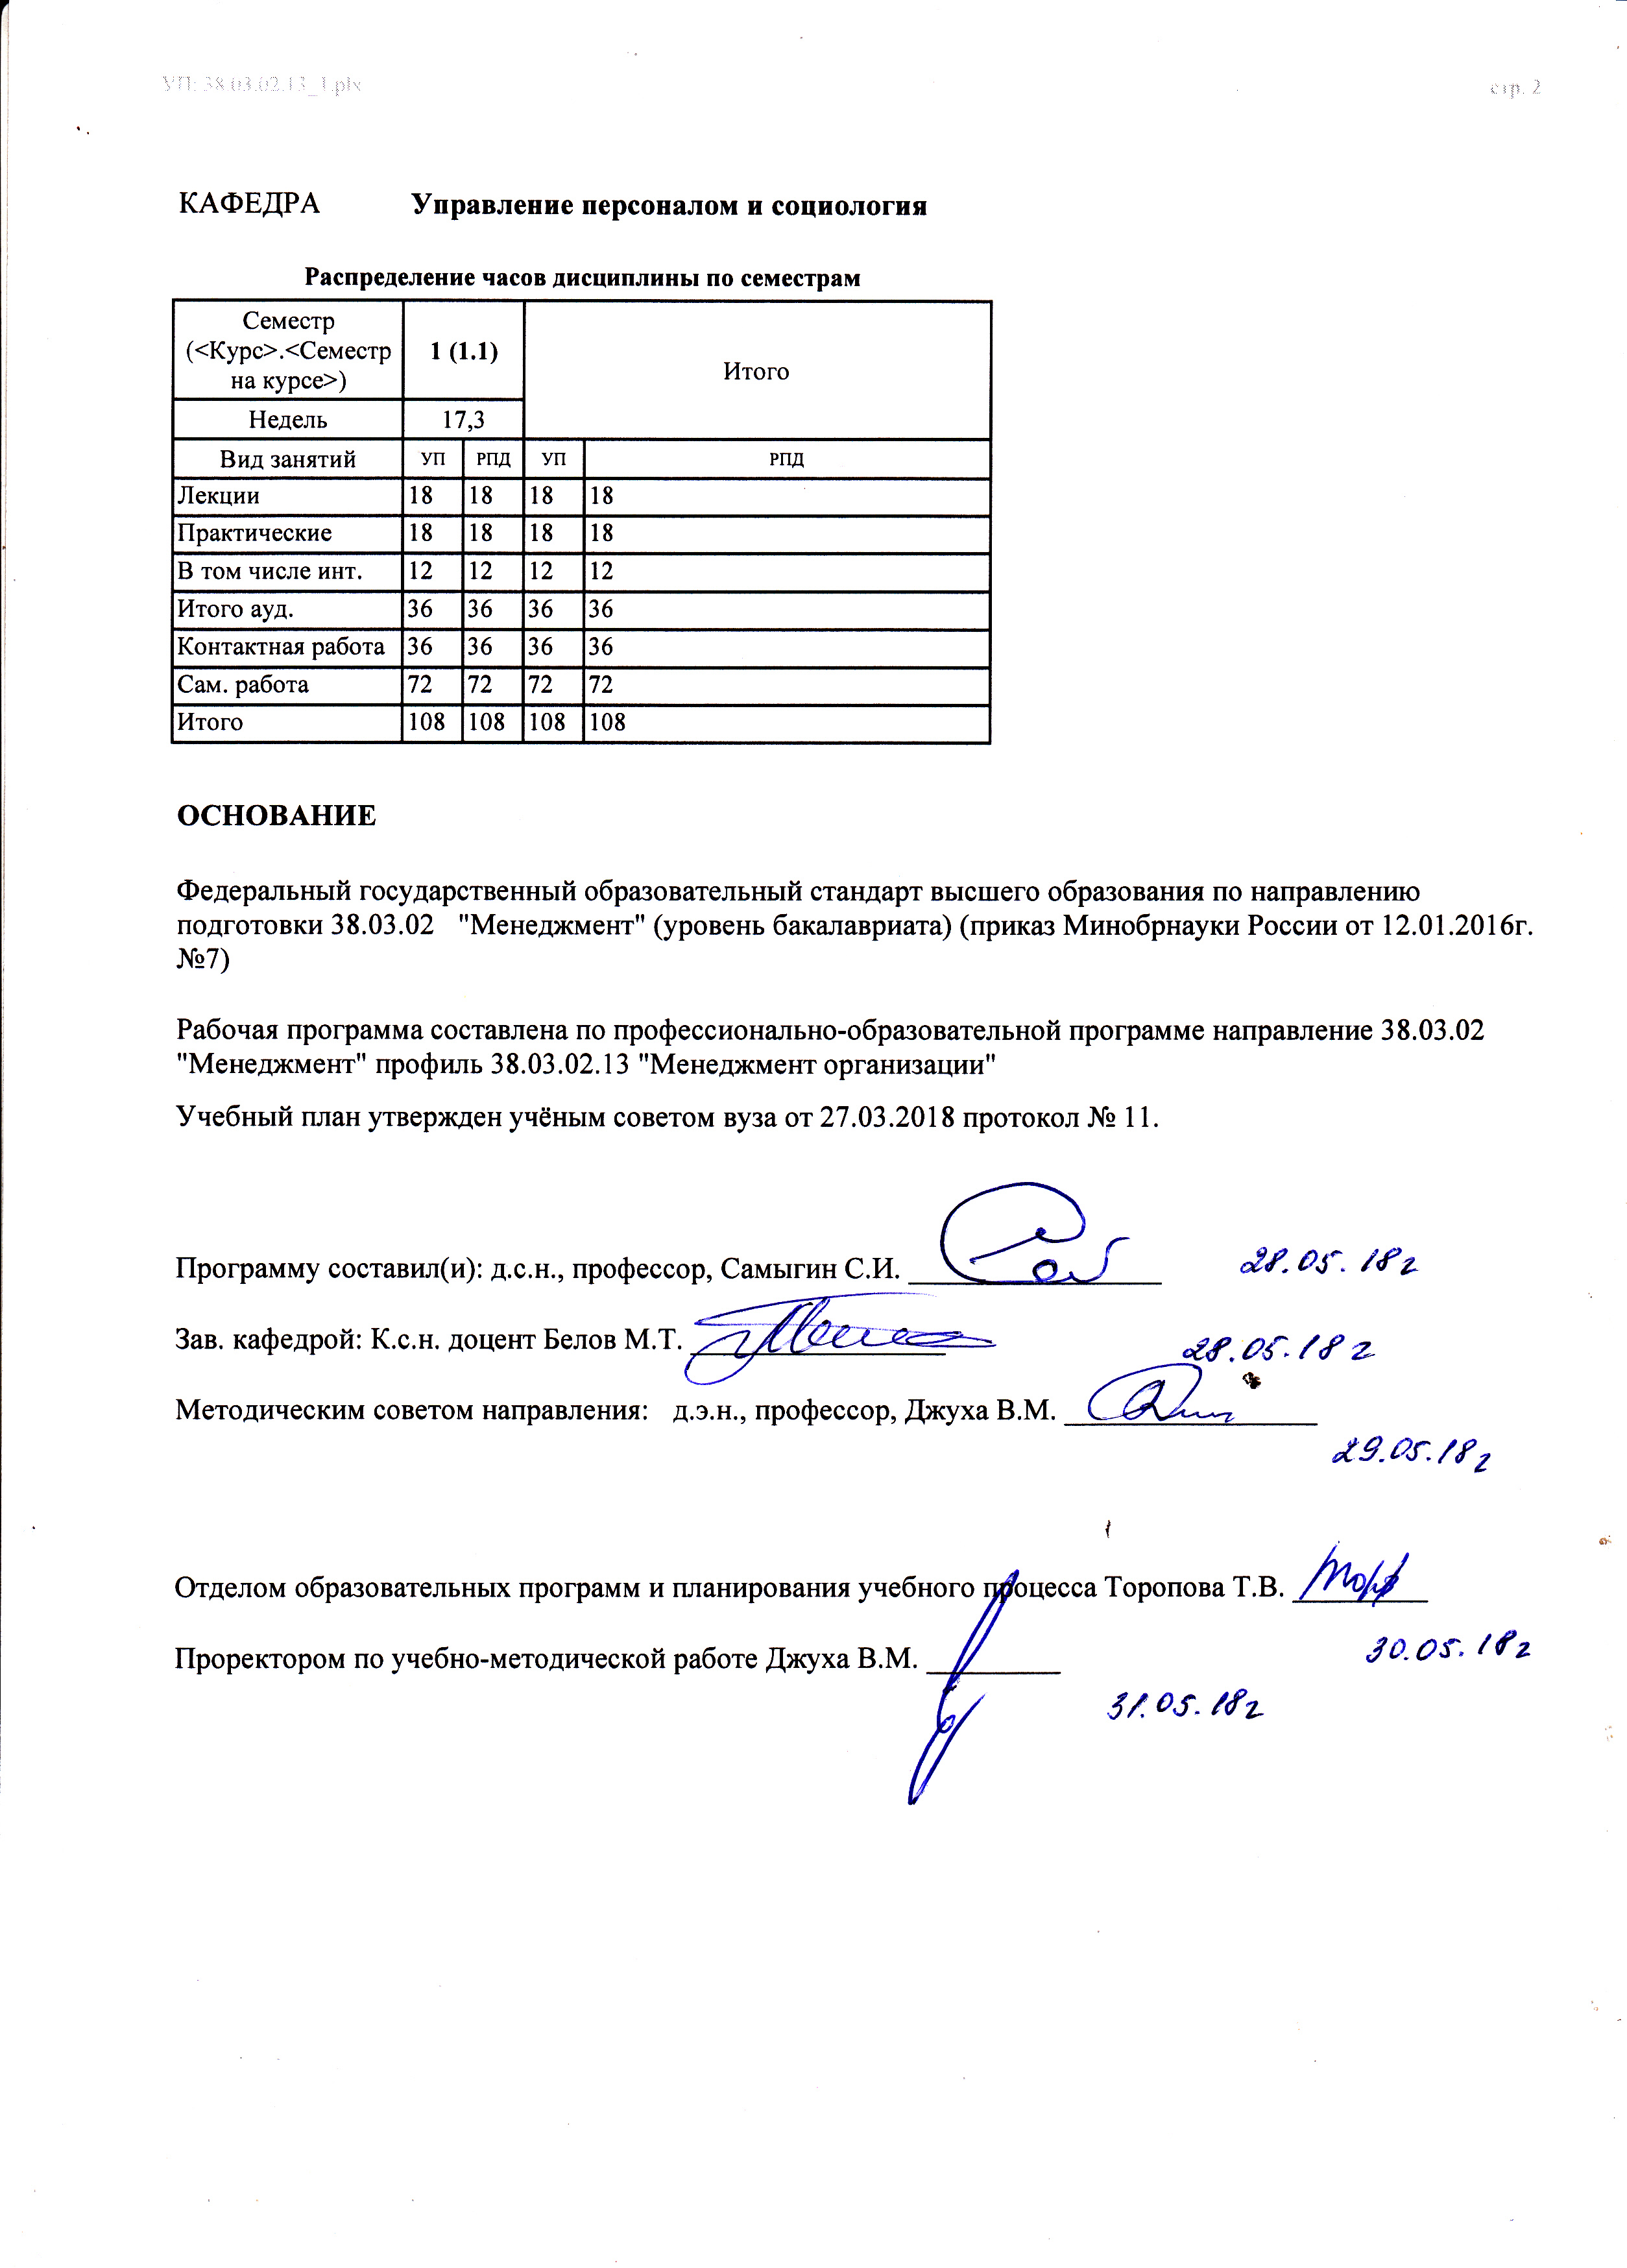 УП: 38.03.02.13_1.plx стр. 2
КАФЕДРА Управление персоналом и социология
Распределение часов дисциплины по семестрам
Семестр
(<Курс>.<Семестр
на курсе>)
1 (1.1)
Итого
Недель 17,3
Вид занятий УП РПД УП РПД
Лекции 18 18 18 18
Практические 18 18 18 18
В том числе инт. 12 12 12 12
Итого ауд. 36 36 36 36
Контактная работа 36 36 36 36
Сам. работа 72 72 72 72
Итого 108 108 108 108
ОСНОВАНИЕ
Федеральный государственный образовательный стандарт высшего образования по направлению
подготовки 38.03.02 "Менеджмент" (уровень бакалавриата) (приказ Минобрнауки России от 12.01.2016г.
№7)
Рабочая программа составлена по профессионально-образовательной программе направление 38.03.02
"Менеджмент" профиль 38.03.02.13 "Менеджмент организации"
Учебный план утвержден учёным советом вуза от 27.03.2018 протокол № 11.
Программу составил(и): д.с.н., профессор, Самыгин С.И. 28.05.18г
Зав. кафедрой: К.с.н. доцент Белов М.Т. 28.05.18г
Методическим советом направления: д.э.н., профессор, Джуха В.М.
29.05.18г
Отделом образовательных программ и планирования учебного процесса Торопова Т.В.
30.05.18г
Проректором по учебно-методической работе Джуха В.М.
31.05.18г